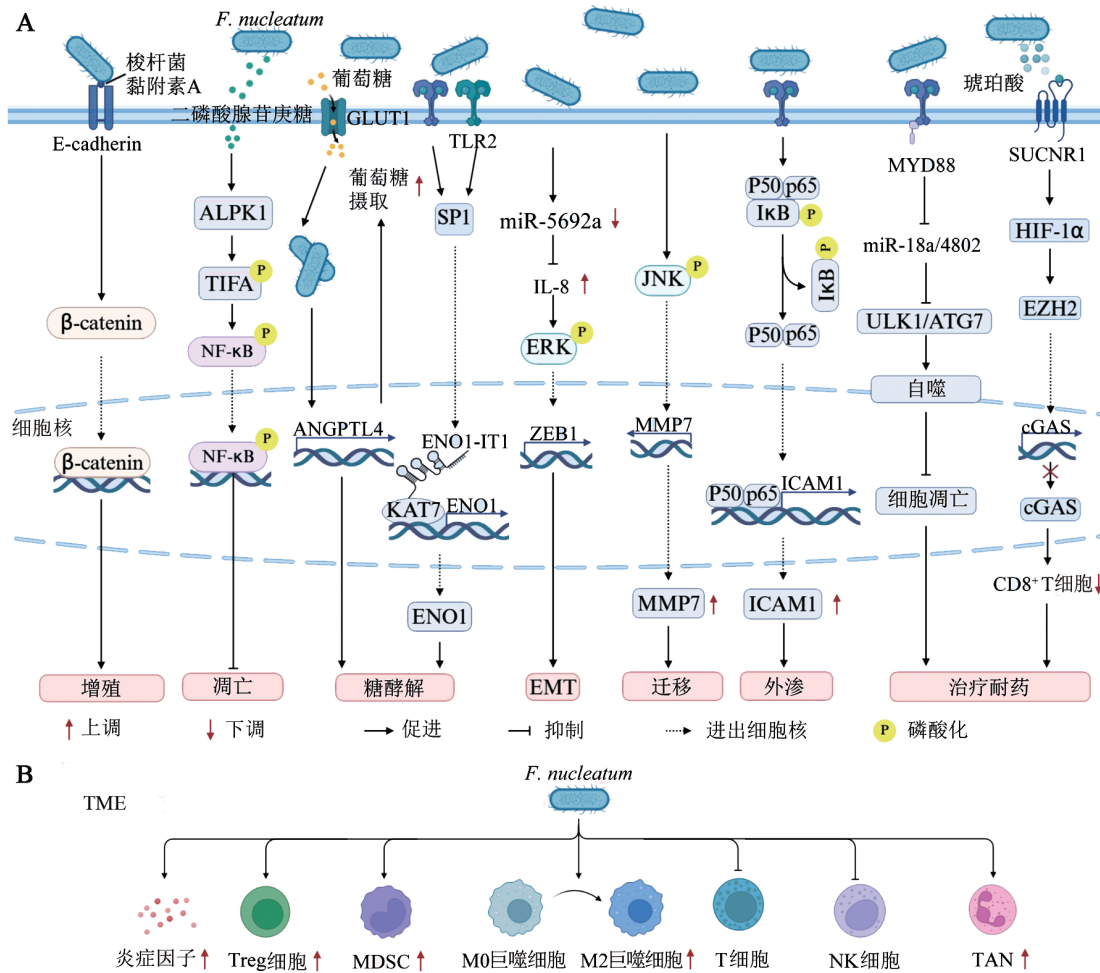 A
F. nucleatum
梭杆菌
黏附素A
E-cadherin
β-catenin
细胞核
β-catenin
增殖
二磷酸腺苷庚糖
ALPK1
TIFA
P
NF-κB
P
NF-κB
P
凋亡
葡萄糖
GLUT1
葡萄糖
摄取
ANGPTL4
TLR2
SP1
ENO1-IT1
KAT7
ENO1
ENO1
糖酵解
miR-5692a
IL-8
ERK
P
ZEB1
EMT
JNK
P
MMP7
MMP7
迁移
P50
p65
IκB
P
P
IκB
P50
p65
P50
p65
ICAM1
ICAM1
外渗
MYD88
miR-18a/4802
ULK1/ATG7
自噬
细胞凋亡
琥珀酸
SUCNR1
HIF-1α
EZH2
cGAS
cGAS
CD8⁺ T细胞
治疗耐药
上调
下调
促进
抑制
进出细胞核
P
磷酸化
B
TME
F. nucleatum
炎症因子
Treg细胞
MDSC
M0巨噬细胞
M2巨噬细胞
T细胞
NK细胞
TAN